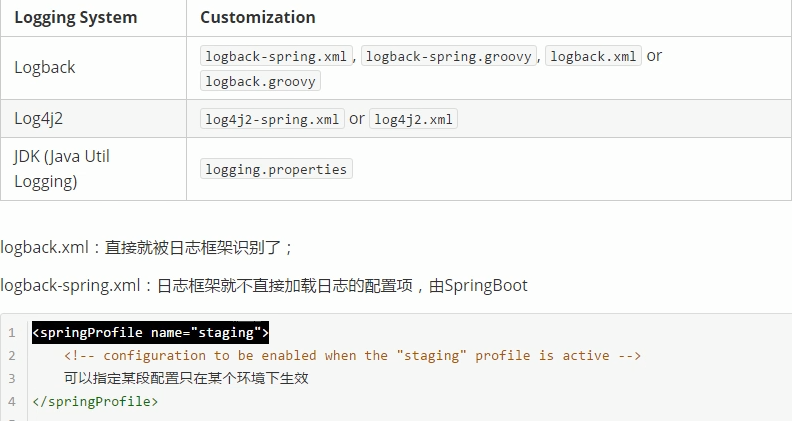 Logging System Customization
Logback
logback-spring.xml, logback-spring.groovy, logback.xml or
logback.groovy
Log4j2 log4j2-spring.xml or log4j2.xml
JDK (Java Util
Logging)
logging.properties
logback.xml：直接就被日志框架识别了；
logback-spring.xml：日志框架就不直接加载日志的配置项，由SpringBoot
1 <springProfile name="staging">
2 <!-- configuration to be enabled when the "staging" profile is active -->
3 可以指定某段配置只在某个环境下生效
4 </springProfile>